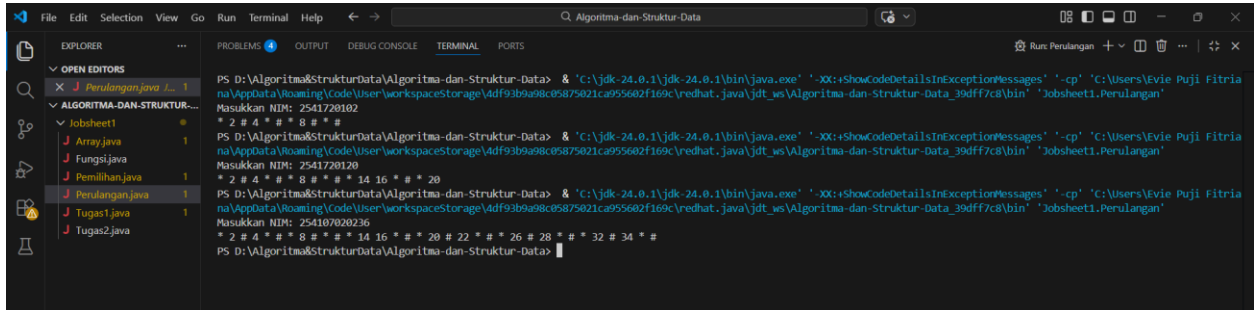 File Edit Selection View Go Run Terminal Help
Algoritma-dan-Struktur-Data
EXPLORER
OPEN EDITORS
Perulangan.java J... 1
ALGORITMA-DAN-STRUKTUR-...
Jobsheet1
J Array.java 1
J Fungsi.java
J Pemilihan.java 1
J Perulangan.java 1
J Tugas1.java 1
J Tugas2.java
PROBLEMS 4 OUTPUT DEBUG CONSOLE TERMINAL PORTS
Run: Perulangan
PS D:\Algoritma&StrukturData\Algoritma-dan-Struktur-Data> & 'C:\jdk-24.0.1\jdk-24.0.1\bin\java.exe' '-XX:+ShowCodeDetailsInExceptionMessages' '-cp' 'C:\Users\Evie Puji Fitria
na\AppData\Roaming\Code\User\workspaceStorage\4df93b9a98c05875021ca955602f169c\redhat.java\jdt_ws\Algoritma-dan-Struktur-Data_39dff7c8\bin' 'Jobsheet1.Perulangan'
Masukkan NIM: 2541720102
* 2 # 4 * # * 8 # * #
PS D:\Algoritma&StrukturData\Algoritma-dan-Struktur-Data> & 'C:\jdk-24.0.1\jdk-24.0.1\bin\java.exe' '-XX:+ShowCodeDetailsInExceptionMessages' '-cp' 'C:\Users\Evie Puji Fitria
na\AppData\Roaming\Code\User\workspaceStorage\4df93b9a98c05875021ca955602f169c\redhat.java\jdt_ws\Algoritma-dan-Struktur-Data_39dff7c8\bin' 'Jobsheet1.Perulangan'
Masukkan NIM: 2541720120
* 2 # 4 * # * 8 # * # * 14 16 * # * 20
PS D:\Algoritma&StrukturData\Algoritma-dan-Struktur-Data> & 'C:\jdk-24.0.1\jdk-24.0.1\bin\java.exe' '-XX:+ShowCodeDetailsInExceptionMessages' '-cp' 'C:\Users\Evie Puji Fitria
na\AppData\Roaming\Code\User\workspaceStorage\4df93b9a98c05875021ca955602f169c\redhat.java\jdt_ws\Algoritma-dan-Struktur-Data_39dff7c8\bin' 'Jobsheet1.Perulangan'
Masukkan NIM: 254107020236
* 2 # 4 * # * 8 # * # * 14 16 * # * 20 # 22 * # * 26 # 28 * # * 32 # 34 * #
PS D:\Algoritma&StrukturData\Algoritma-dan-Struktur-Data>